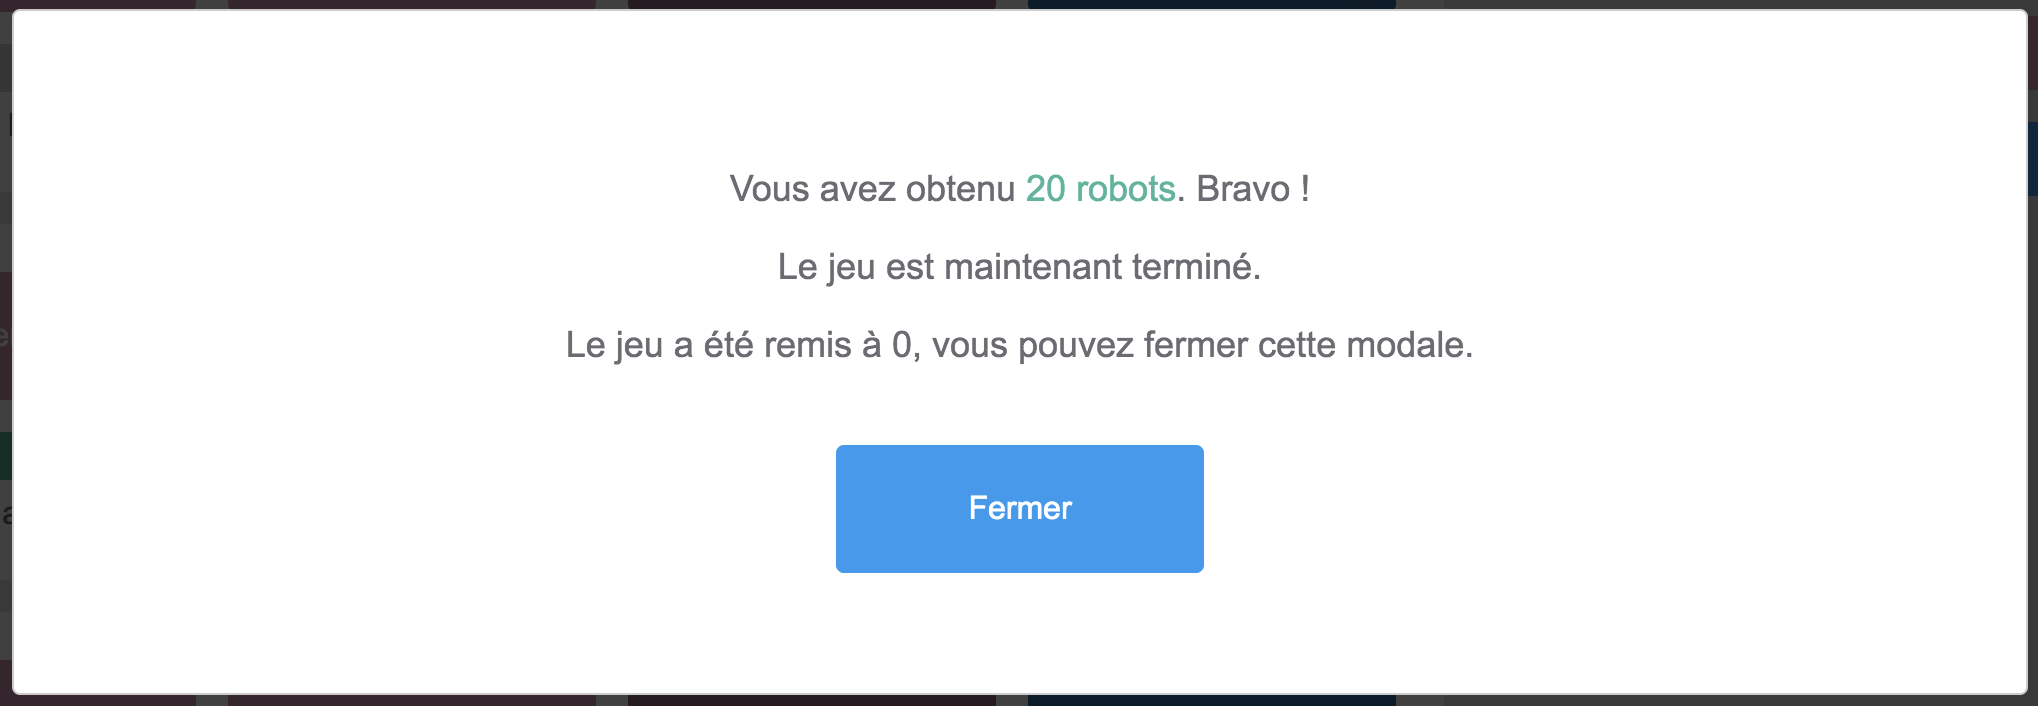 Vous avez obtenu 20 robots. Bravo !
Le jeu est maintenant terminé.
Le jeu a été remis à 0, vous pouvez fermer cette modale.
Fermer